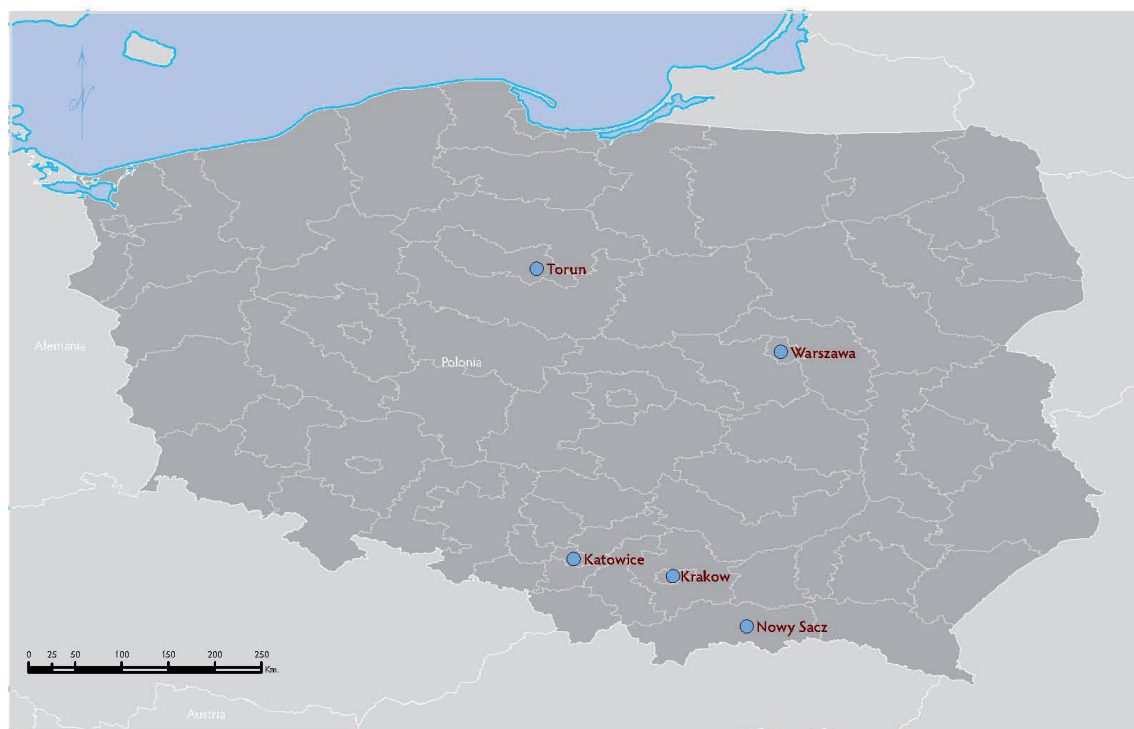 Torun
Alemania
Polonia
Warszawa
Katowice
Krakow
Nowy Sacz
0 25 50 100 150 200 250
Km.
Austria
N